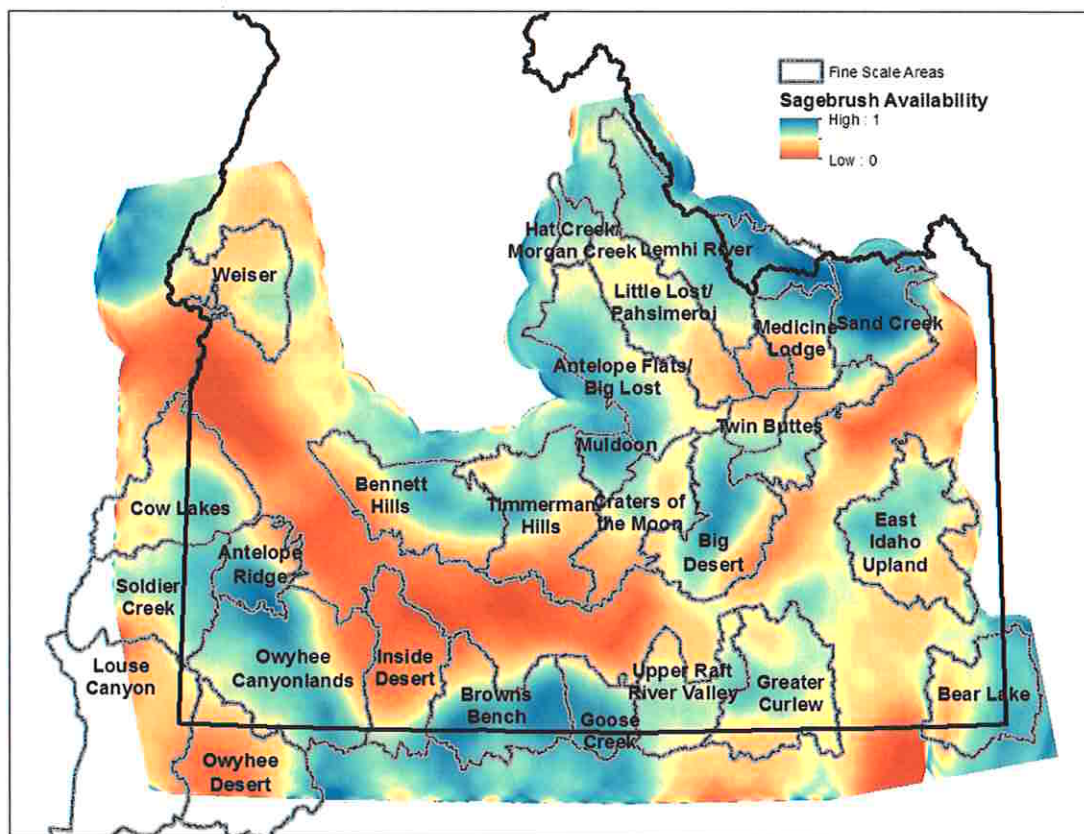 Fine Scale Areas
Sagebrush Availability
High : 1
Low : 0
Hat Creek/
Morgan Creek
Lemhi River
Weiser
Little Lost/
Pahsimeroi
Medicine
Lodge
Sand Creek
Antelope Flats/
Big Lost
Twin Buttes
Muldoon
Bennett
Hills
Timmerman
Hills
Craters of
the Moon
Cow Lakes
Big
Desert
East
Idaho
Upland
Antelope
Ridge
Soldier
Creek
Louse
Canyon
Owyhee
Canyonlands
Inside
Desert
Upper Raft
River Valley
Greater
Curlew
Browns
Bench
Bear Lake
Goose
Creek
Owyhee
Desert